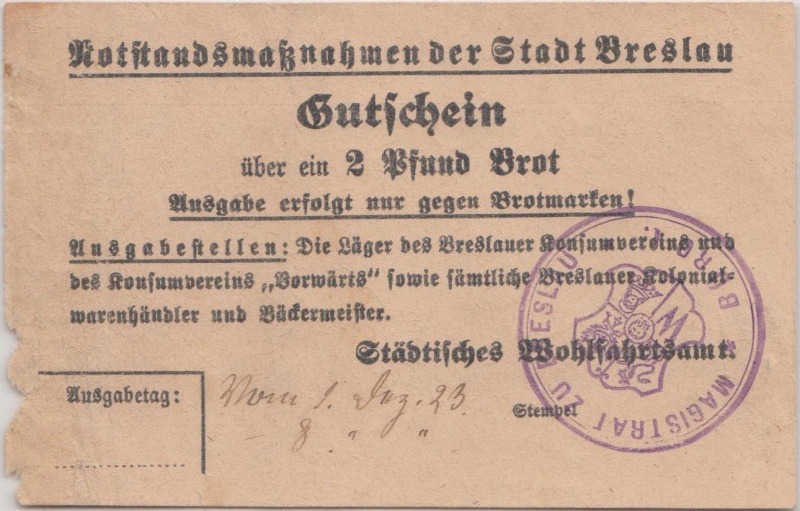 Notstandsmaßnahmen der Stadt Breslau
Gutschein
über ein 2 Pfund Brot
Ausgabe erfolgt nur gegen Brotmarken!
Ausgabestellen: Die Läger des Breslauer Konsumvereins und
des Konsumvereins „Vorwärts“ sowie sämtliche Breslauer Kolonial-
warenhändler und Bäckermeister.
Städtisches Wohlfahrtsamt.
Ausgabetag:
Vom 1. Dez. 23
– 8 " "
Stempel
MAGISTRAT ZU BRESLAU